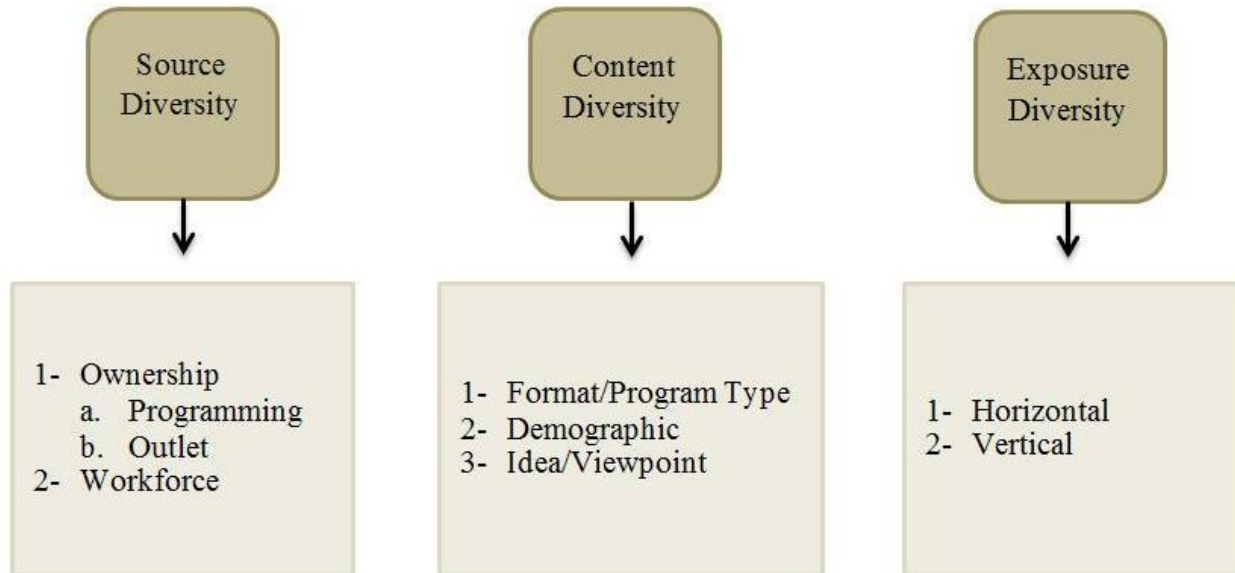 Source
Diversity
Content
Diversity
Exposure
Diversity
1- Ownership
a. Programming
b. Outlet
2- Workforce
1- Format/Program Type
2- Demographic
3- Idea/Viewpoint
1- Horizontal
2- Vertical